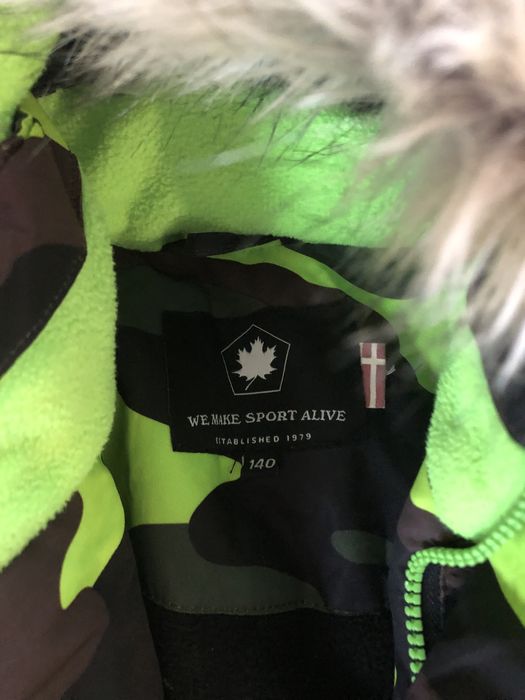 WE MAKE SPORT ALIVE
ESTABLISHED 1979
140